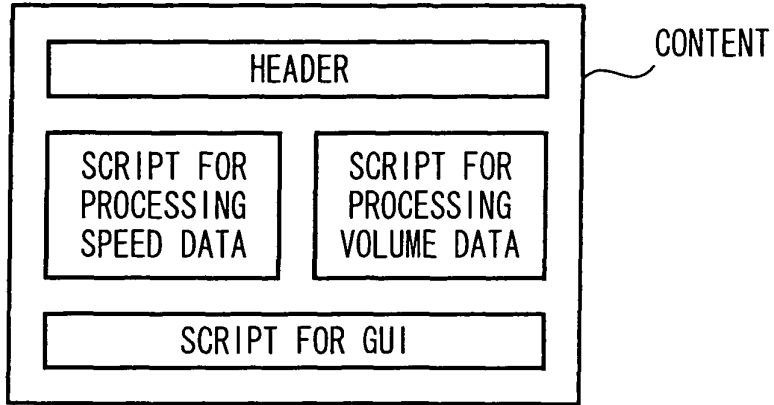 CONTENT
HEADER
SCRIPT FOR
PROCESSING
SPEED DATA
SCRIPT FOR
PROCESSING
VOLUME DATA
SCRIPT FOR GUI